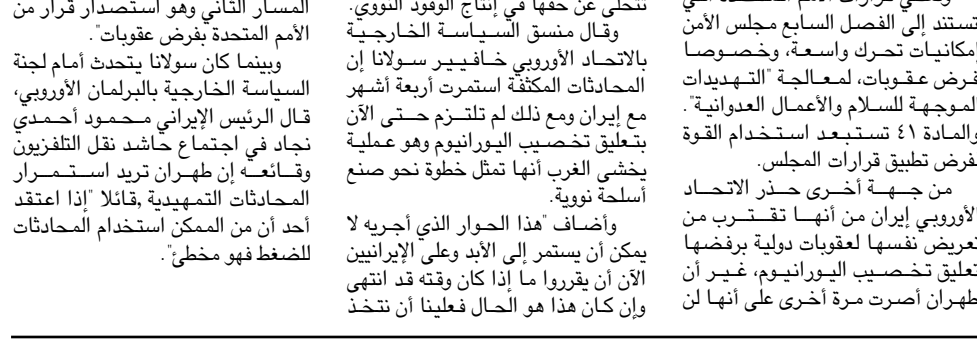 تستند إلى الفصل السابع مجلس الأمن
إمكانيات تحرك واسعة، وخصوصا
فرض عقوبات، لمعالجة "التهديدات
الموجهة للسلام والأعمال العدوانية".
والمادة ٤١ تستبعد استخدام القوة
لفرض تطبيق قرارات المجلس.
من جهة أخرى حذر الاتحاد
الأوروبي إيران من أنها تقترب من
تعريض نفسها لعقوبات دولية برفضها
تعليق تخصيب اليورانيوم، غير أن
طهران أصرت مرة أخرى على أنها لن
تتخلى عن حقها في إنتاج الوقود النووي.
وقال منسق السياسة الخارجية
بالاتحاد الأوروبي خافيير سولانا إن
المحادثات المكثفة استمرت أربعة أشهر
مع إيران ومع ذلك لم تلتزم حتى الآن
بتعليق تخصيب اليورانيوم وهو عملية
يخشى الغرب أنها تمثل خطوة نحو صنع
أسلحة نووية.
وأضاف "هذا الحوار الذي أجريه لا
يمكن أن يستمر إلى الأبد وعلى الإيرانيين
الآن أن يقرروا ما إذا كان وقته قد انتهى
وإن كان هذا هو الحال فعلينا أن نتخذ
المسار الثاني وهو استصدار قرار من
الأمم المتحدة بفرض عقوبات".
وبينما كان سولانا يتحدث أمام لجنة
السياسة الخارجية بالبرلمان الأوروبي،
قال الرئيس الإيراني محمود أحمدي
نجاد في اجتماع حاشد نقل التلفزيون
وقائعه إن طهران تريد استمرار
المحادثات التمهيدية ,قائلا "إذا اعتقد
أحد أن من الممكن استخدام المحادثات
للضغط فهو مخطئ".